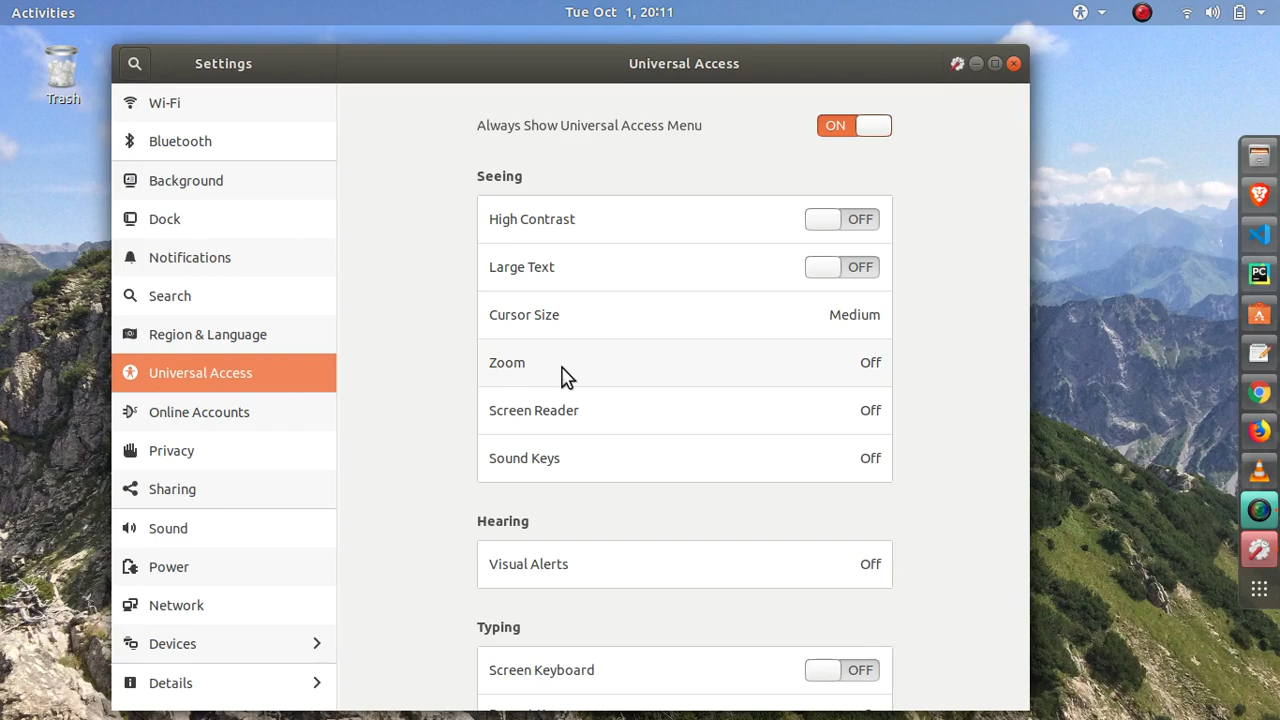 Activities
Tue Oct 1, 20:11
Trash
Settings
Universal Access
Wi-Fi
Bluetooth
Background
Dock
Notifications
Search
Region & Language
Universal Access
Online Accounts
Privacy
Sharing
Sound
Power
Network
Devices
Details
Always Show Universal Access Menu ON
Seeing
High Contrast OFF
Large Text OFF
Cursor Size Medium
Zoom Off
Screen Reader Off
Sound Keys Off
Hearing
Visual Alerts Off
Typing
Screen Keyboard OFF
PC